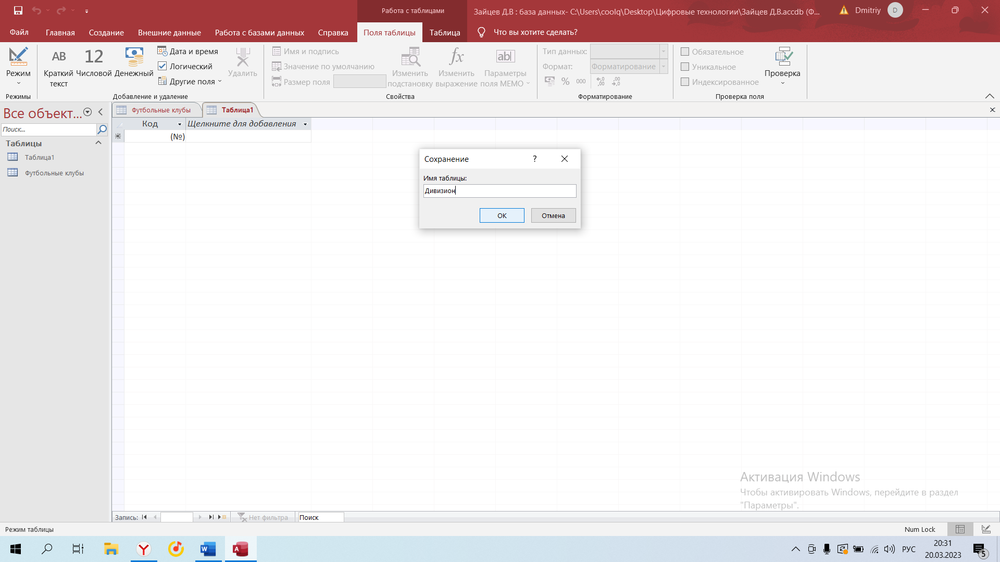 Работа с таблицами
Зайцев Д.В : база данных- C:\Users\coolq\Desktop\Цифровые технологии\Зайцев Д.В.accdb (Ф...
Dmitriy
D
Файл
Главная
Создание
Внешние данные
Работа с базами данных
Справка
Поля таблицы
Таблица
Что вы хотите сделать?
Режим
Режимы
AB
Краткий
текст
12
Числовой
Денежный
Дата и время
Логический
Другие поля
Удалить
Добавление и удаление
Имя и подпись
Значение по умолчанию
Размер поля
Изменить
подстановку
fx
Изменить
выражение
ab
Параметры
поля МЕМО
Свойства
Тип данных:
Формат:
Форматирование
%
000
Форматирование
Обязательное
Уникальное
Индексированное
Проверка
Проверка поля
Все объект...
Поиск...
Таблицы
Таблица1
Футбольные клубы
Футбольные клубы
Таблица1
Код
Щелкните для добавления
(№)
Сохранение
?
Имя таблицы:
Дивизион
ОК
Отмена
Активация Windows
Чтобы активировать Windows, перейдите в раздел
"Параметры".
Запись:
Нет фильтра
Поиск
Режим таблицы
Num Lock
РУС
20:31
20.03.2023
5